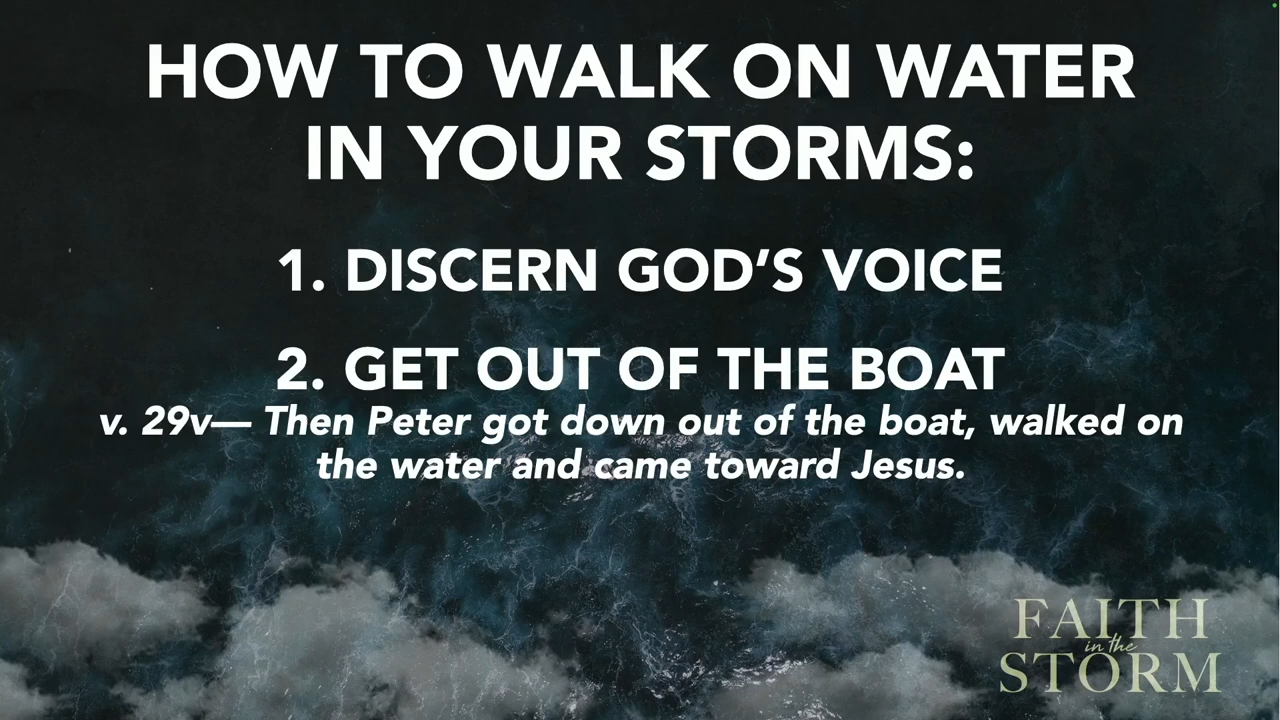 HOW TO WALK ON WATER
IN YOUR STORMS:
1. DISCERN GOD'S VOICE
2. GET OUT OF THE BOAT
v. 29v— Then Peter got down out of the boat, walked on
the water and came toward Jesus.
FAITH
in the
STORM